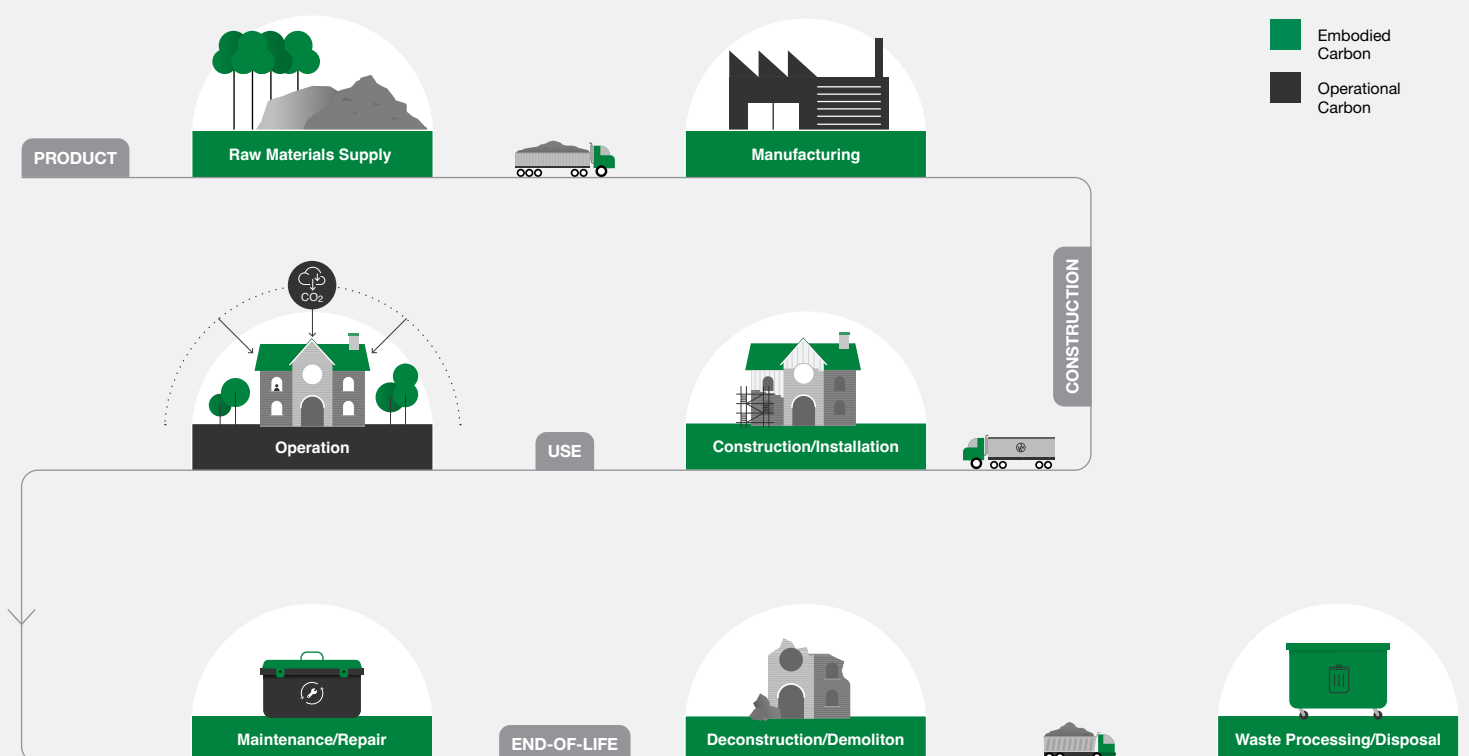 Embodied
Carbon
Operational
Carbon
PRODUCT
Raw Materials Supply
Manufacturing
CONSTRUCTION
CO₂
Operation
USE
Construction/Installation
Maintenance/Repair
END-OF-LIFE
Deconstruction/Demoliton
Waste Processing/Disposal